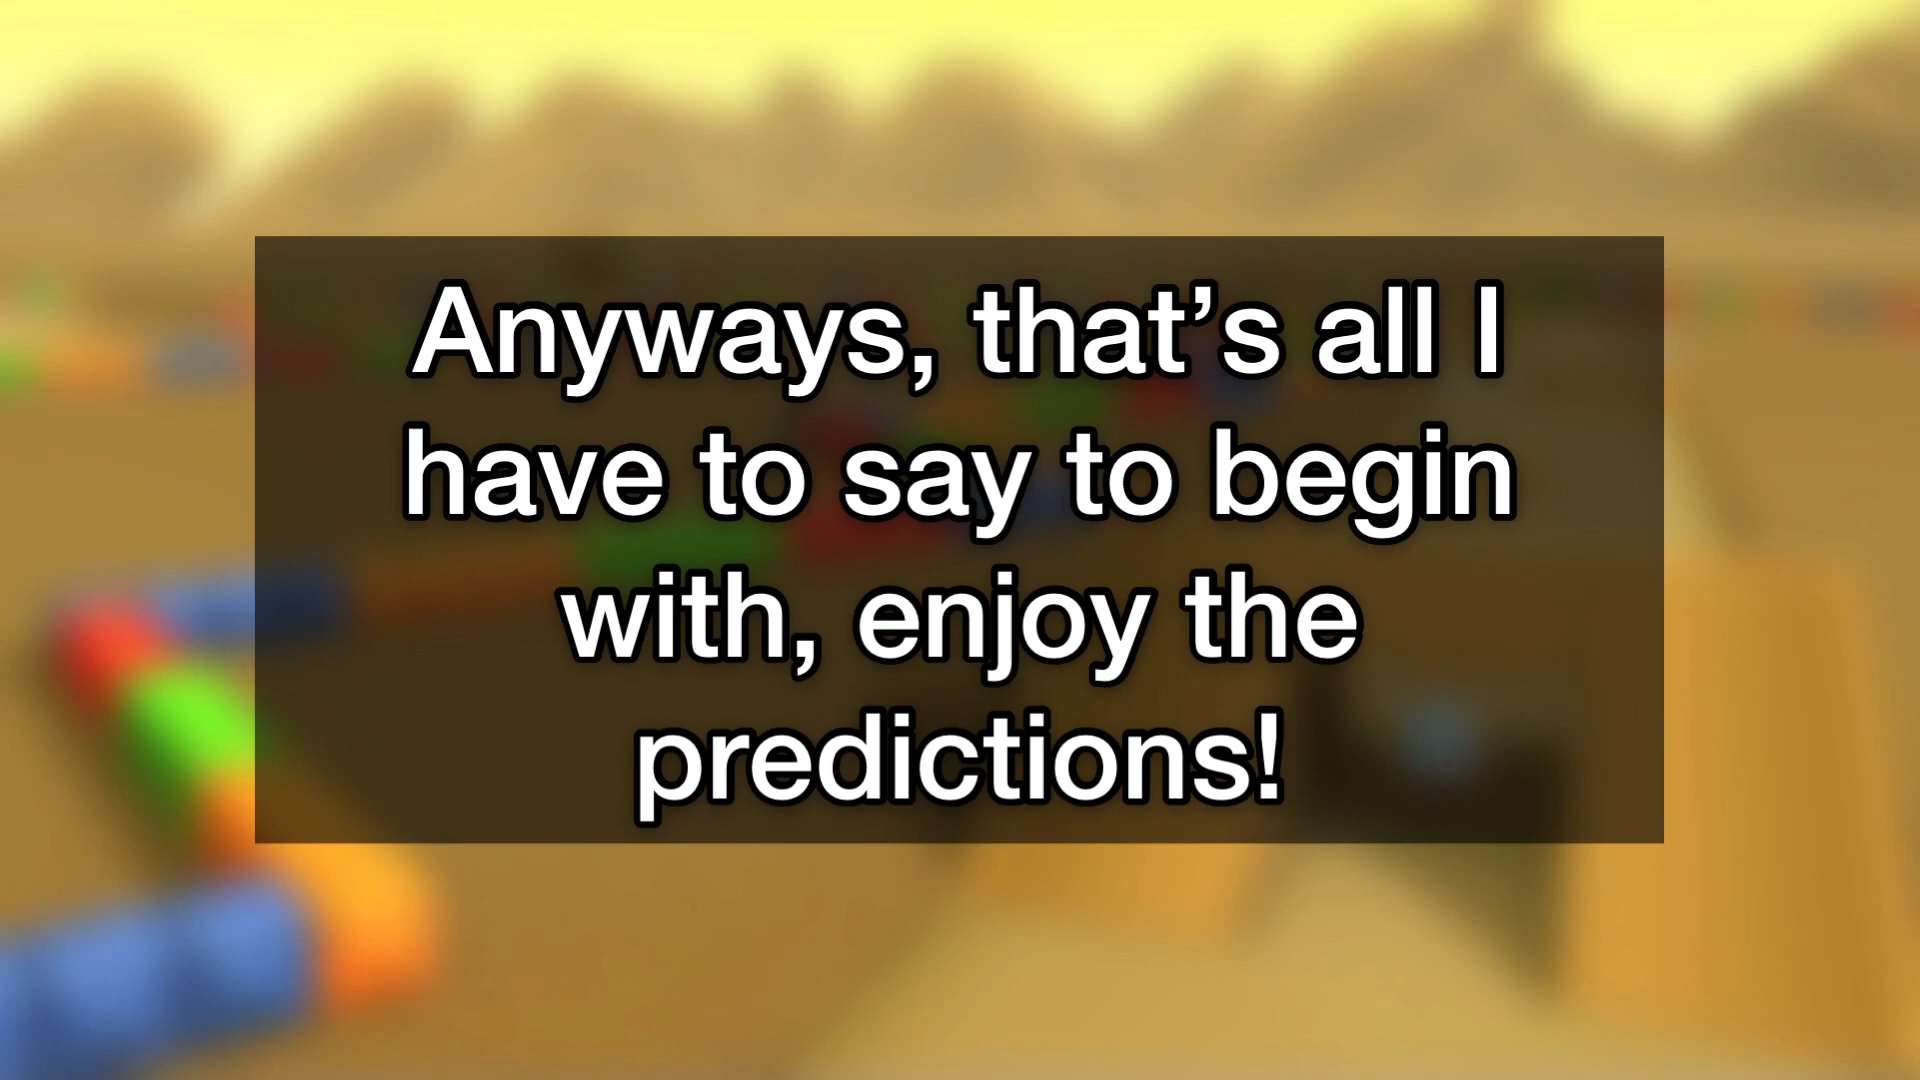 Anyways, that’s all I
have to say to begin
with, enjoy the
predictions!